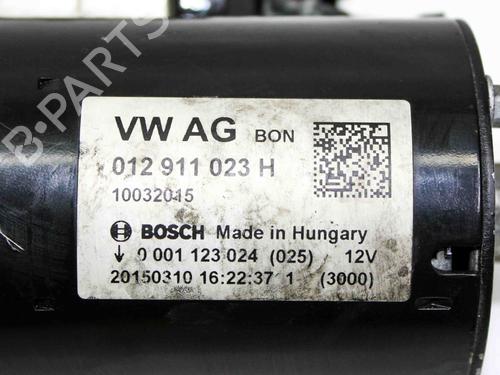 B-PARTS
VW AG BON
012 911 023 H
10032015
BOSCH Made in Hungary
↓ 0 001 123 024 (025) 12V
20150310 16:22:37 1 (3000)